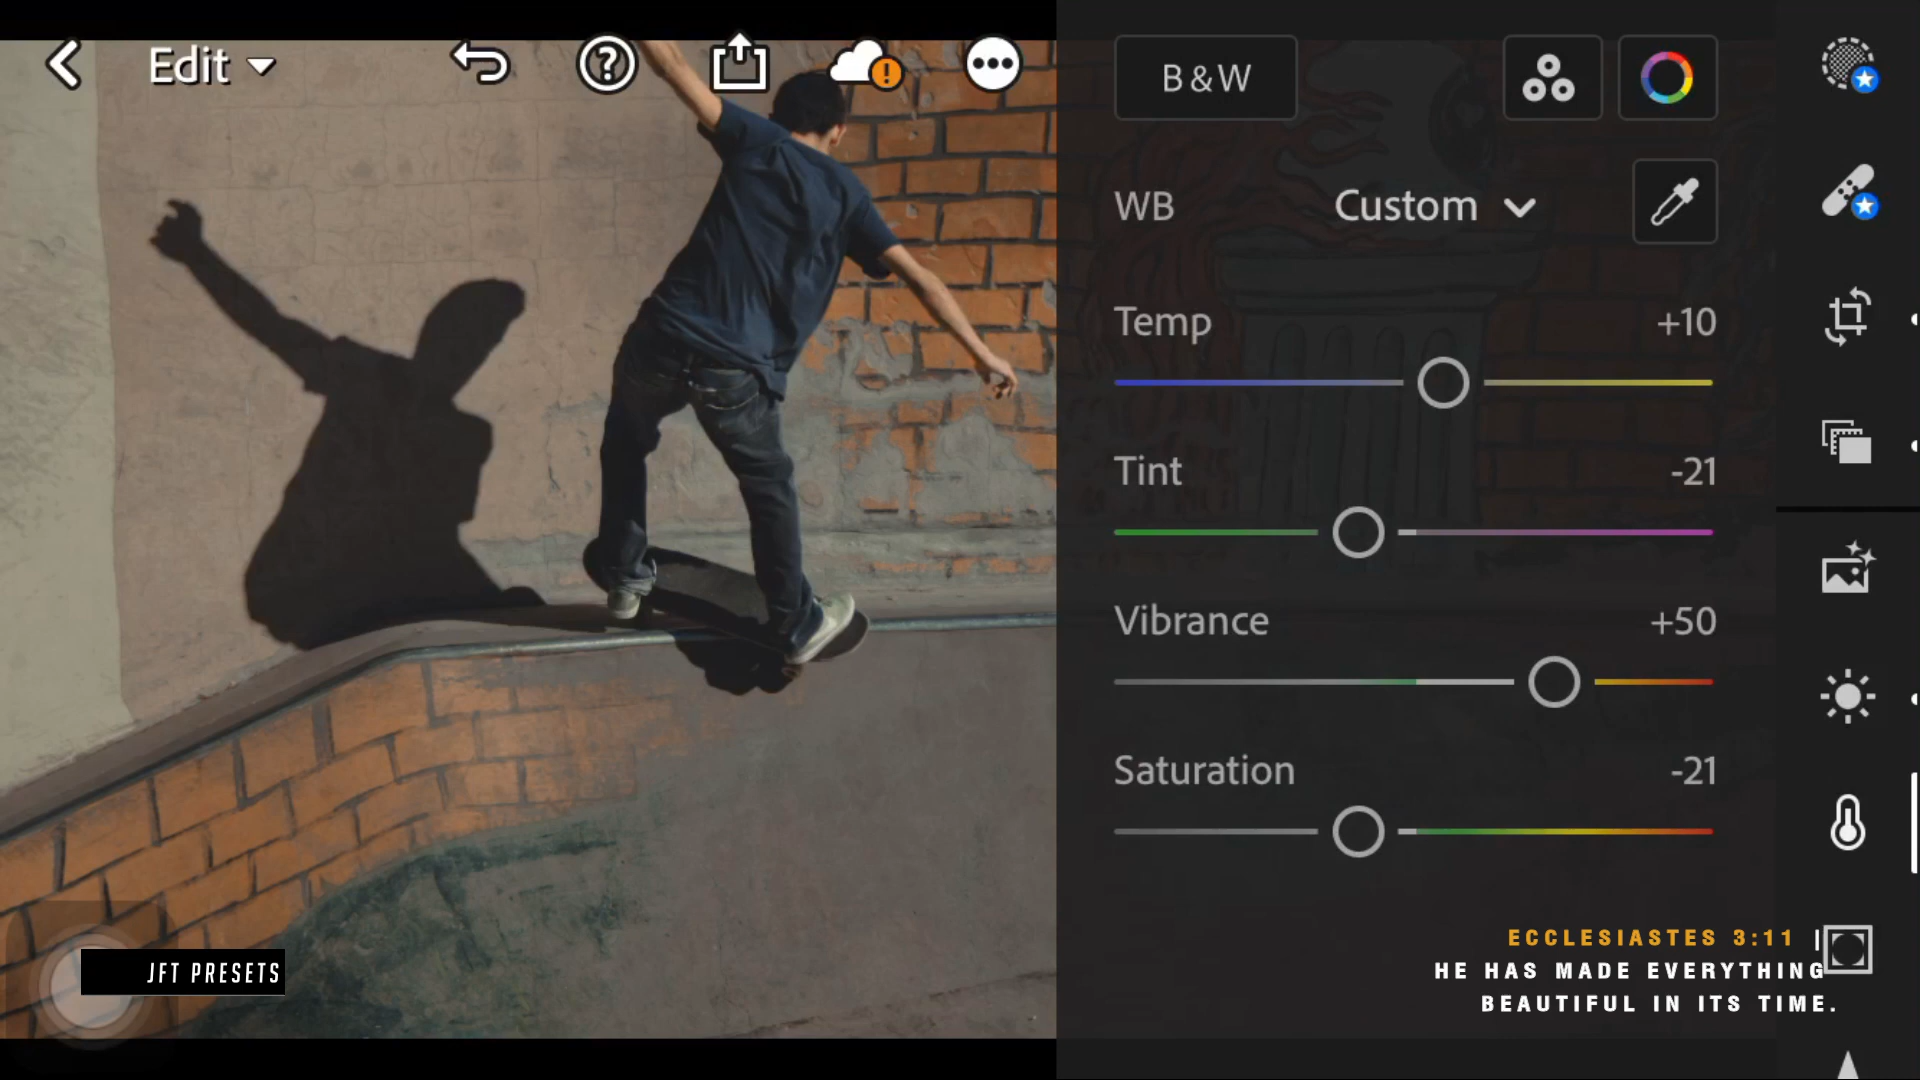 Edit
B&W
WB
Custom
Temp
+10
Tint
-21
Vibrance
+50
Saturation
-21
JFT PRESETS
ECCLESIASTES 3:11 |
HE HAS MADE EVERYTHING
BEAUTIFUL IN ITS TIME.